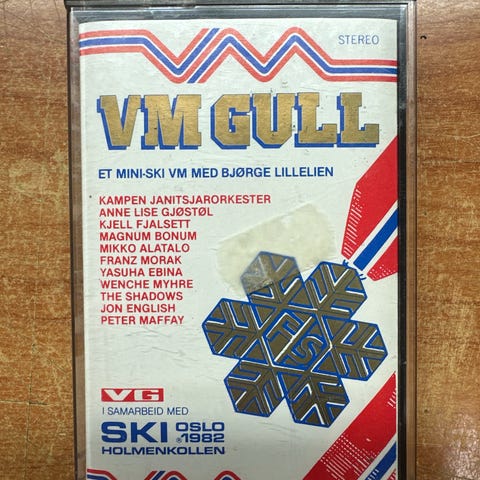 STEREO
VM GULL
ET MINI-SKI VM MED BJØRGE LILLELIEN
KAMPEN JANITSJARORKESTER
ANNE LISE GJØSTØL
KJELL FJALSETT
MAGNUM BONUM
MIKKO ALATALO
FRANZ MORAK
YASUHA EBINA
WENCHE MYHRE
THE SHADOWS
JON ENGLISH
PETER MAFFAY
FIS
VG
I SAMARBEID MED
SKI OSLO
®1982
HOLMENKOLLEN